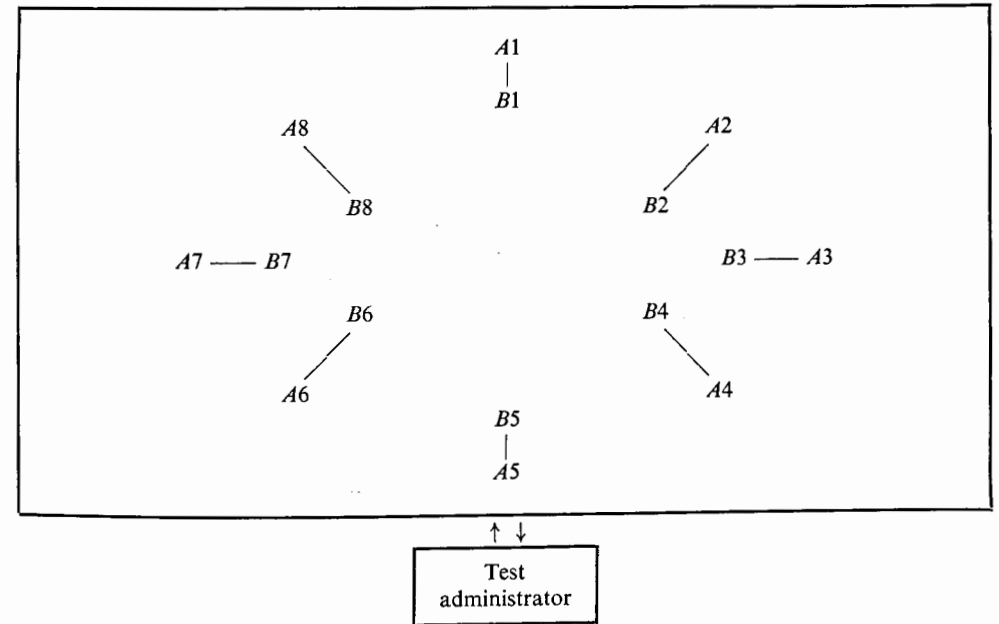 A1
B1
A8
A2
B8
B2
A7 B7
B3 A3
B6
B4
A6
A4
B5
A5
↑ ↓
Test
administrator